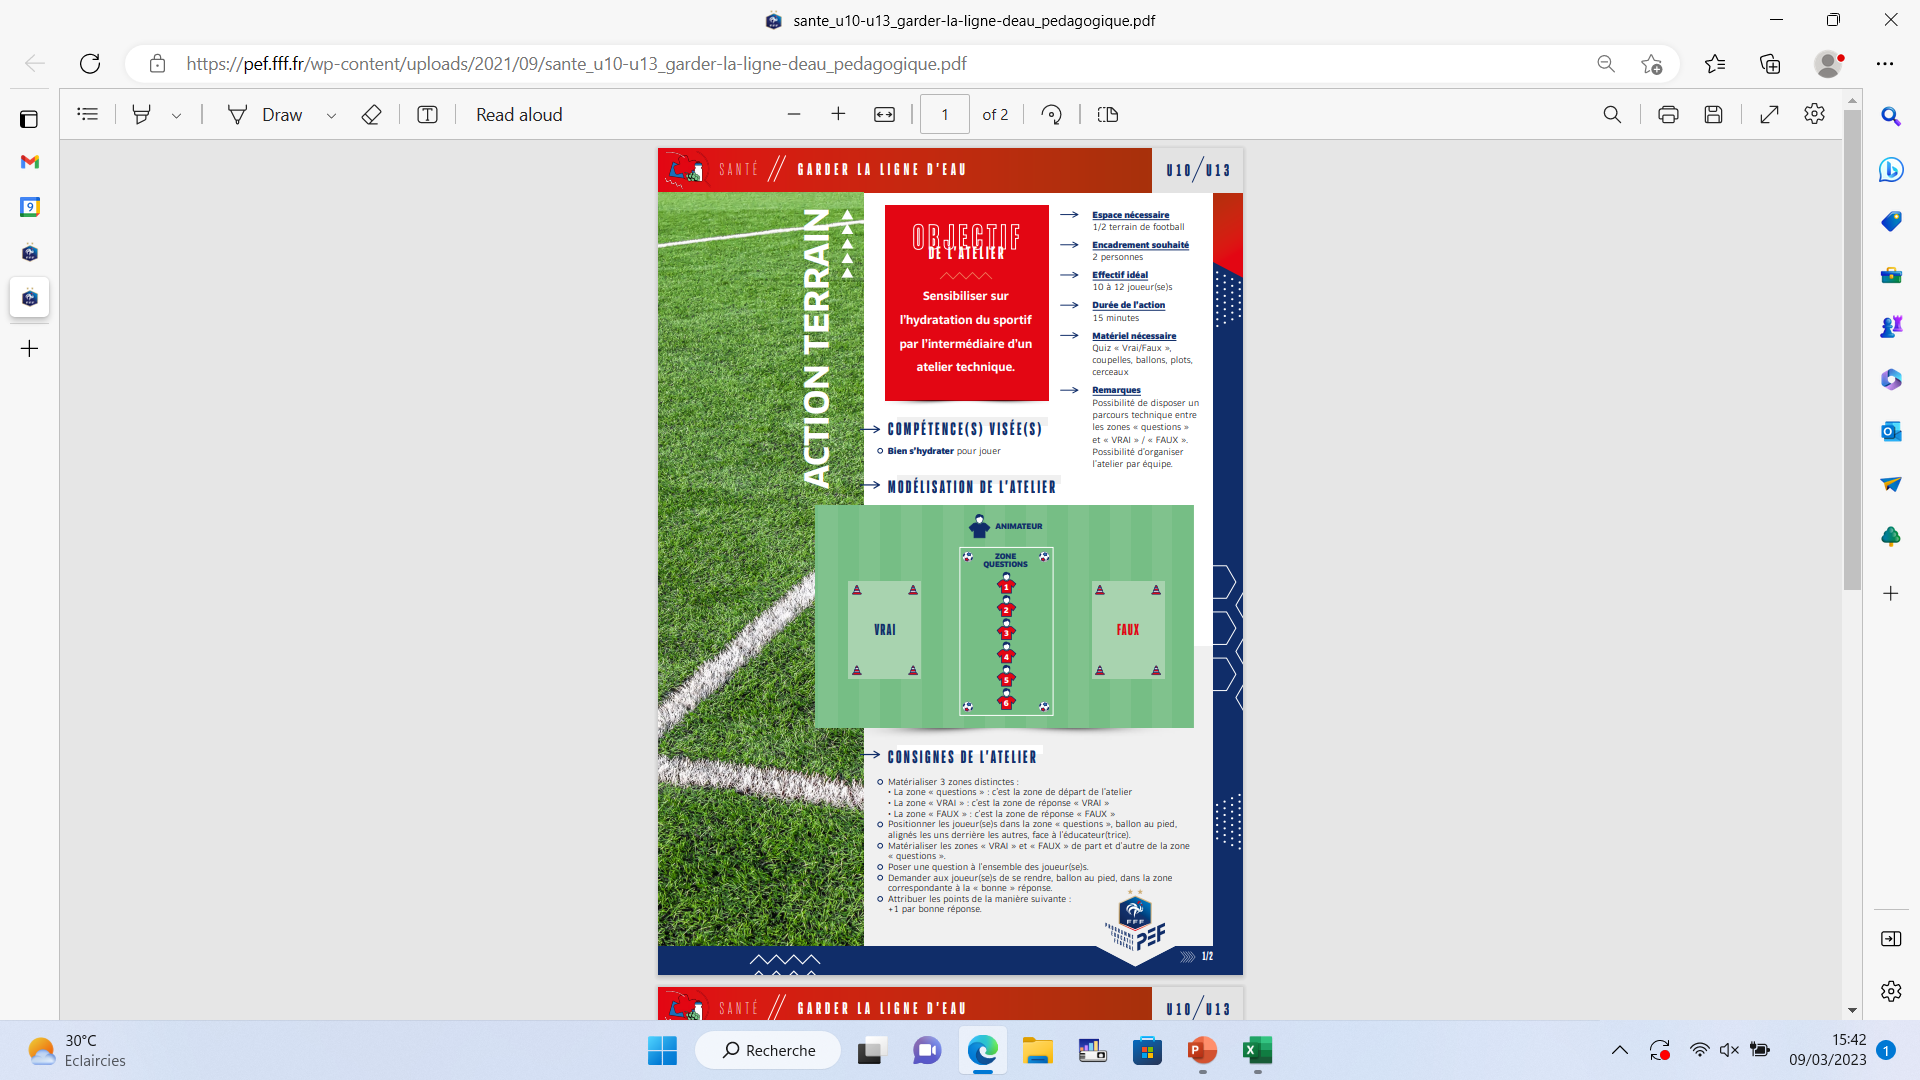 sante_u10-u13_garder-la-ligne-deau_pedagogique.pdf
https://pef.fff.fr/wp-content/uploads/2021/09/sante_u10-u13_garder-la-ligne-deau_pedagogique.pdf
Draw
Read aloud
1 of 2
SANTÉ // GARDER LA LIGNE D'EAU
U10/U13
ACTION TERRAIN
OBJECTIF
DE L'ATELIER
Sensibiliser sur
l'hydratation du sportif
par l'intermédiaire d'un
atelier technique.
Espace nécessaire
1/2 terrain de football
Encadrement souhaité
2 personnes
Effectif idéal
10 à 12 joueur(se)s
Durée de l'action
15 minutes
Matériel nécessaire
Quiz « Vrai/Faux »,
coupelles, ballons, plots,
cerceaux
Remarques
Possibilité de disposer un
parcours technique entre
les zones « questions »
et « VRAI » / « FAUX ».
Possibilité d'organiser
l'atelier par équipe.
COMPÉTENCE(S) VISÉE(S)
Bien s'hydrater pour jouer
MODÉLISATION DE L'ATELIER
ANIMATEUR
ZONE
QUESTIONS
1
2
3
4
5
6
VRAI
FAUX
CONSIGNES DE L'ATELIER
Matérialiser 3 zones distinctes :
• La zone « questions » : c'est la zone de départ de l'atelier
• La zone « VRAI » : c'est la zone de réponse « VRAI »
• La zone « FAUX » : c'est la zone de réponse « FAUX »
Positionner les joueur(se)s dans la zone « questions », ballon au pied,
alignés les uns derrière les autres, face à l'éducateur(trice).
Matérialiser les zones « VRAI » et « FAUX » de part et d'autre de la zone
« questions ».
Poser une question à l'ensemble des joueur(se)s.
Demander aux joueur(se)s de se rendre, ballon au pied, dans la zone
correspondante à la « bonne » réponse.
Attribuer les points de la manière suivante :
+1 par bonne réponse.
FFF
PROGRAMME
ÉDUCATIF
FÉDÉRAL
PEF
1/2
SANTÉ // GARDER LA LIGNE D'EAU
U10/U13
30°C
Eclaircies
Recherche
15:42
09/03/2023
1